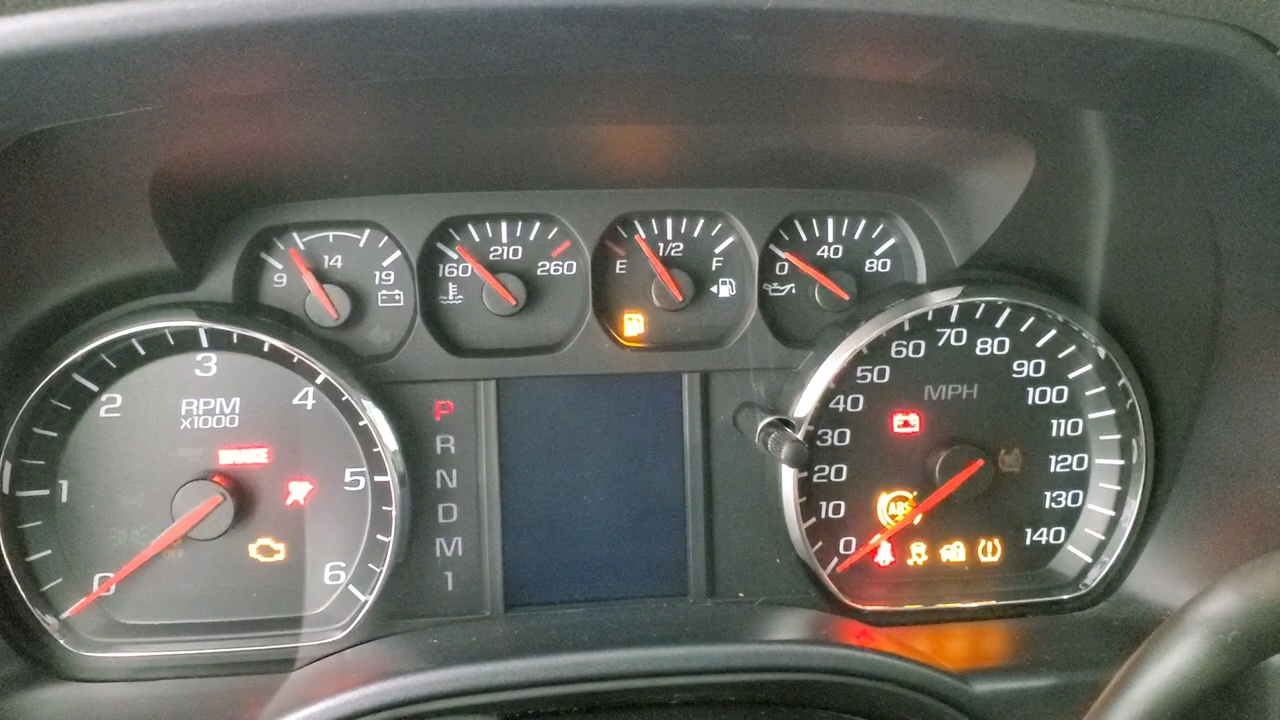 9 14 19
160 210 260
E 1/2 F
0 40 80
0 1 2 3 4 5 6
RPM
x1000
BRAKE
OFF
P
R
N
D
M
1
0 10 20 30 40 50 60 70 80 90 100 110 120 130 140
MPH
ABS